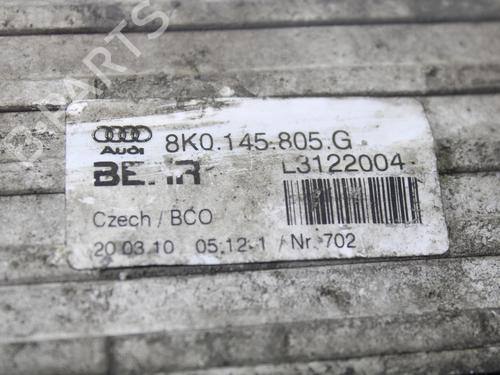 Audi 8K0.145.805.G
BEHR L3122004
Czech / BCO
20.03.10 05:12:1 / Nr. 702